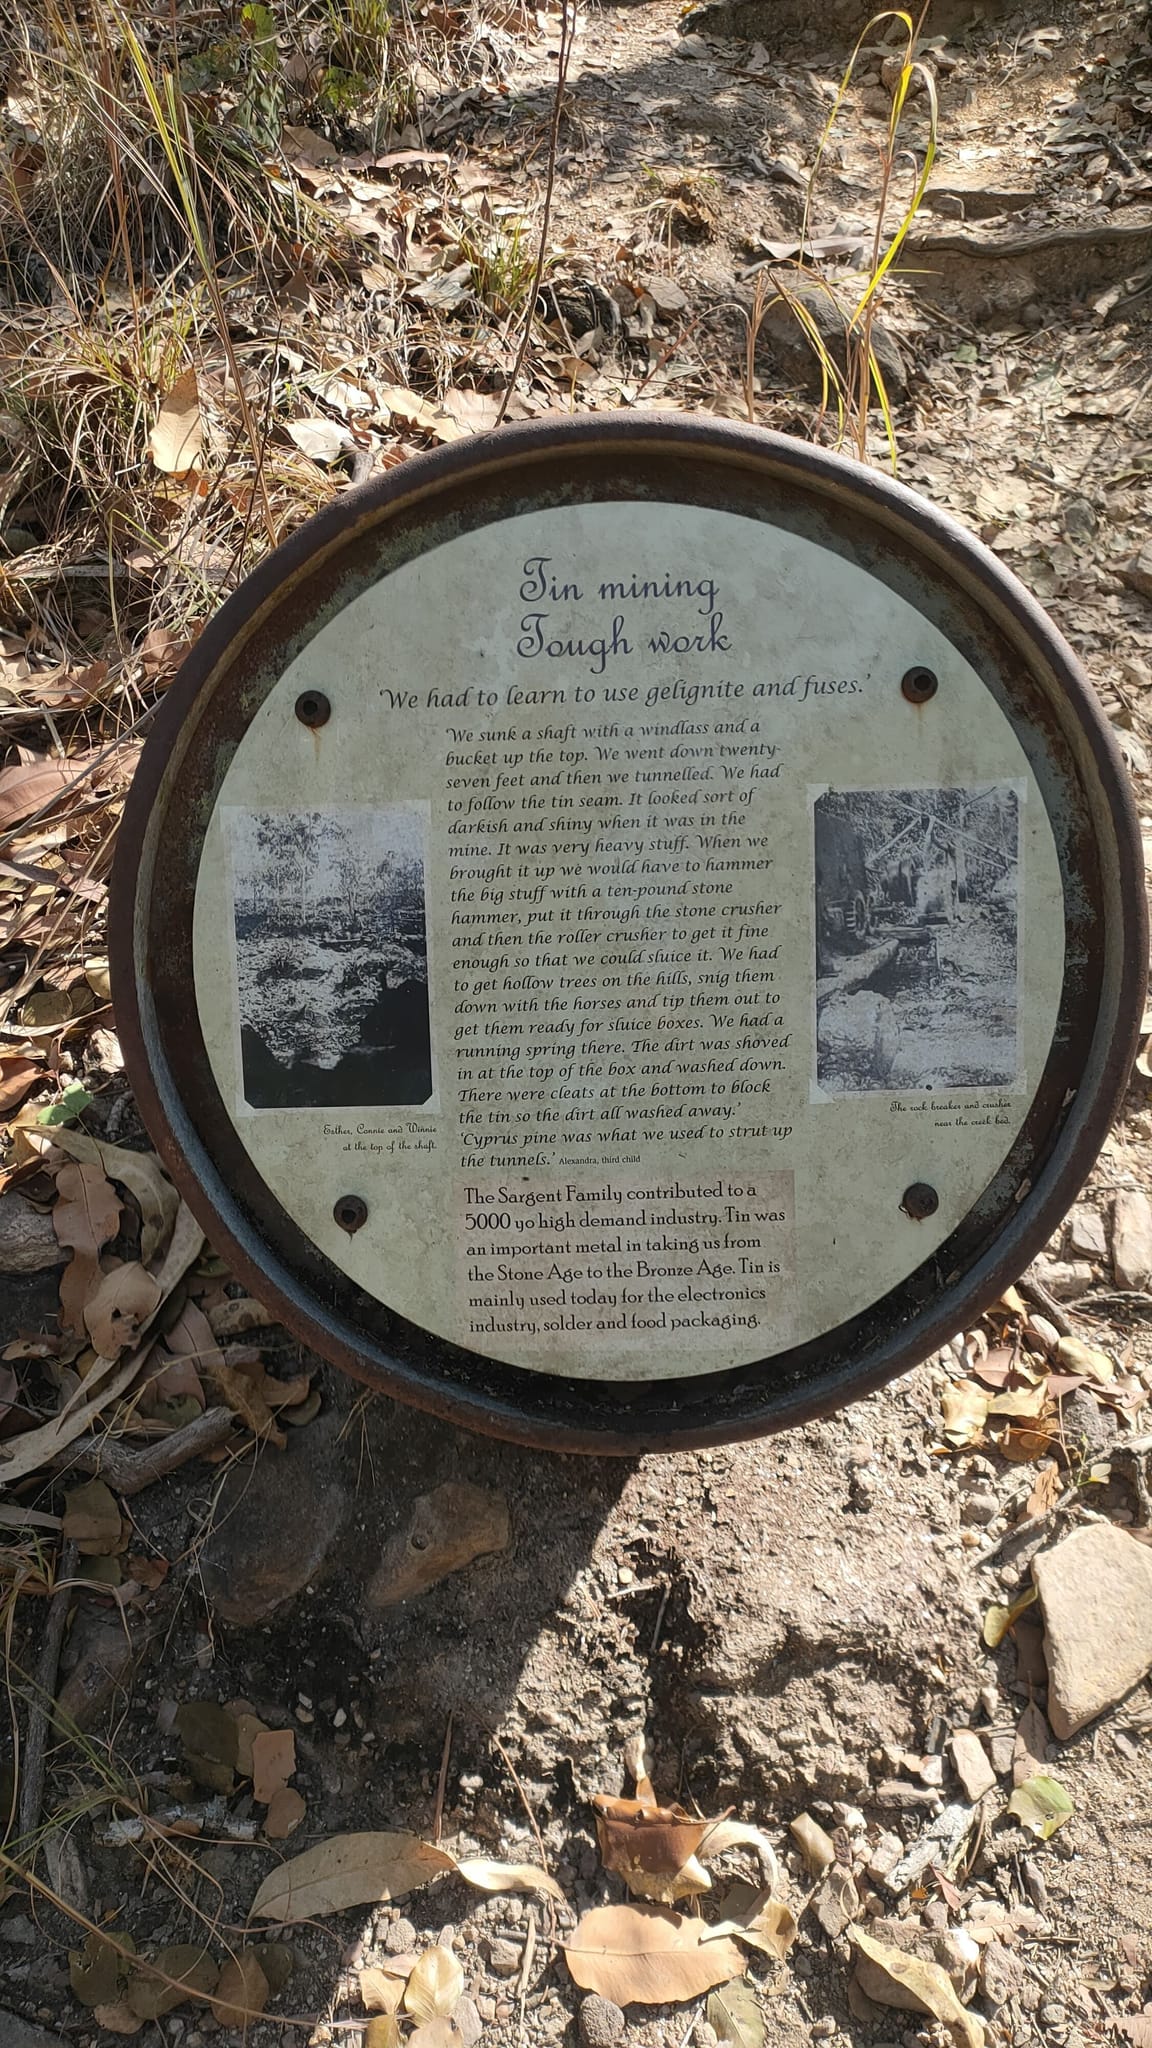 Tin mining
Tough work
'We had to learn to use gelignite and fuses.'
'We sunk a shaft with a windlass and a
bucket up the top. We went down twenty-
seven feet and then we tunnelled. We had
to follow the tin seam. It looked sort of
darkish and shiny when it was in the
mine. It was very heavy stuff. When we
brought it up we would have to hammer
the big stuff with a ten-pound stone
hammer, put it through the stone crusher
and then the roller crusher to get it fine
enough so that we could sluice it. We had
to get hollow trees on the hills, snig them
down with the horses and tip them out to
get them ready for sluice boxes. We had a
running spring there. The dirt was shoved
in at the top of the box and washed down.
There were cleats at the bottom to block
the tin so the dirt all washed away.'
'Cyprus pine was what we used to strut up
the tunnels.' Alexandra, third child
Esther, Connie and Winnie
at the top of the shaft.
The rock breaker and crusher
near the creek bed.
The Sargent Family contributed to a
5000 yo high demand industry. Tin was
an important metal in taking us from
the Stone Age to the Bronze Age. Tin is
mainly used today for the electronics
industry, solder and food packaging.